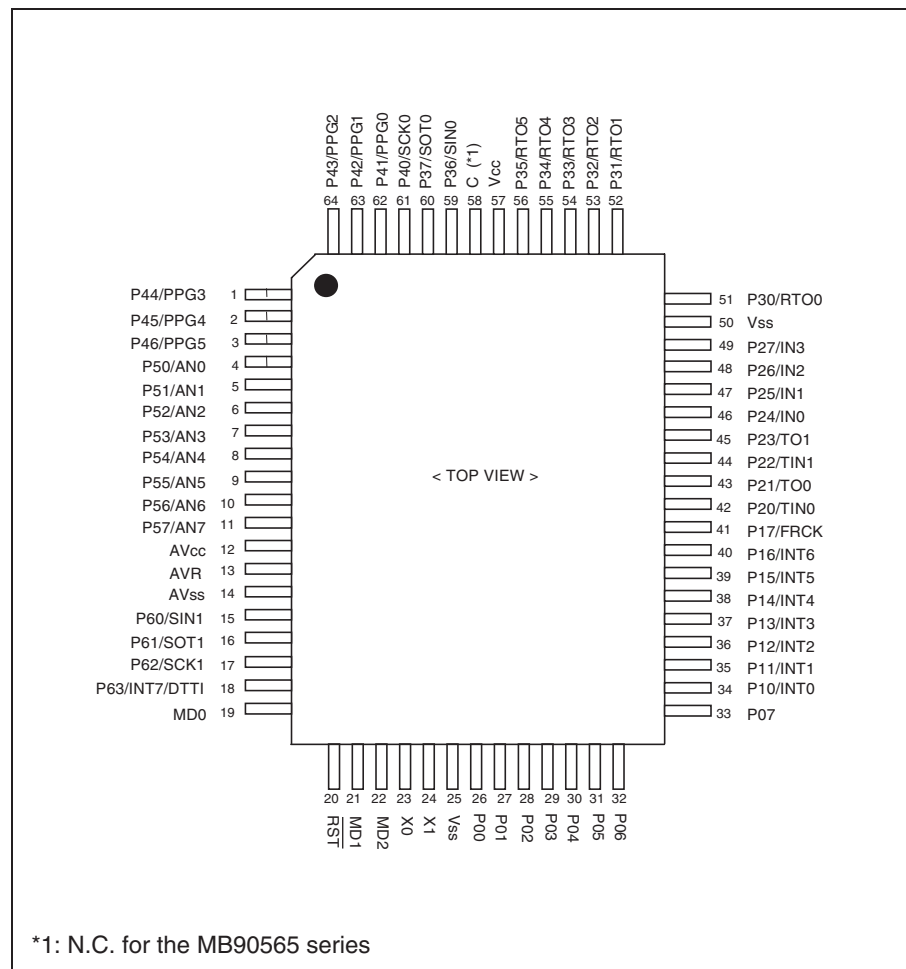 P43/PPG2
P42/PPG1
P41/PPG0
P40/SCK0
P37/SOT0
P36/SIN0
C (*1)
Vcc
P35/RTO5
P34/RTO4
P33/RTO3
P32/RTO2
P31/RTO1
64 63 62 61 60 59 58 57 56 55 54 53 52
P44/PPG3 1
P45/PPG4 2
P46/PPG5 3
P50/AN0 4
P51/AN1 5
P52/AN2 6
P53/AN3 7
P54/AN4 8
P55/AN5 9
P56/AN6 10
P57/AN7 11
AVcc 12
AVR 13
AVss 14
P60/SIN1 15
P61/SOT1 16
P62/SCK1 17
P63/INT7/DTTI 18
MD0 19
< TOP VIEW >
51 P30/RTO0
50 Vss
49 P27/IN3
48 P26/IN2
47 P25/IN1
46 P24/IN0
45 P23/TO1
44 P22/TIN1
43 P21/TO0
42 P20/TIN0
41 P17/FRCK
40 P16/INT6
39 P15/INT5
38 P14/INT4
37 P13/INT3
36 P12/INT2
35 P11/INT1
34 P10/INT0
33 P07
20 21 22 23 24 25 26 27 28 29 30 31 32
RST
MD1
MD2
X0
X1
Vss
P00
P01
P02
P03
P04
P05
P06
*1: N.C. for the MB90565 series